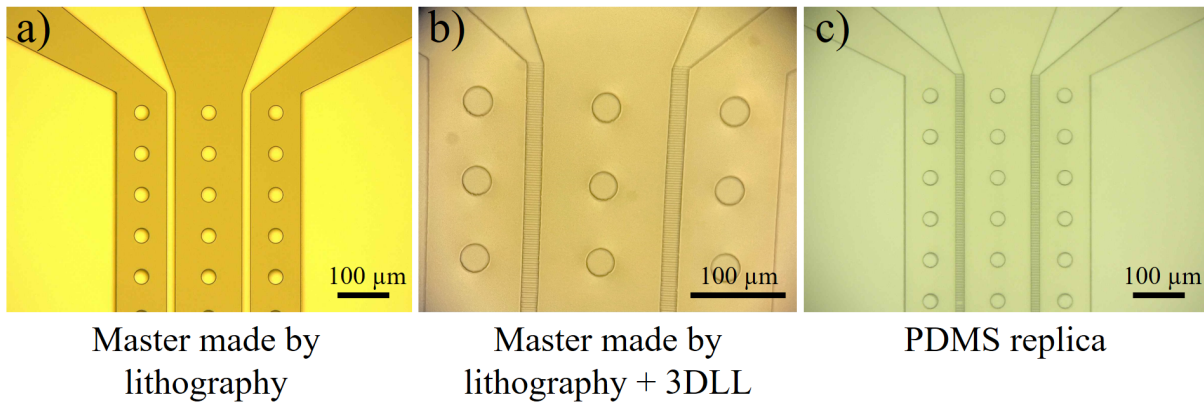 a)
b)
c)
100 µm
100 µm
100 µm
Master made by
lithography
Master made by
lithography + 3DLL
PDMS replica